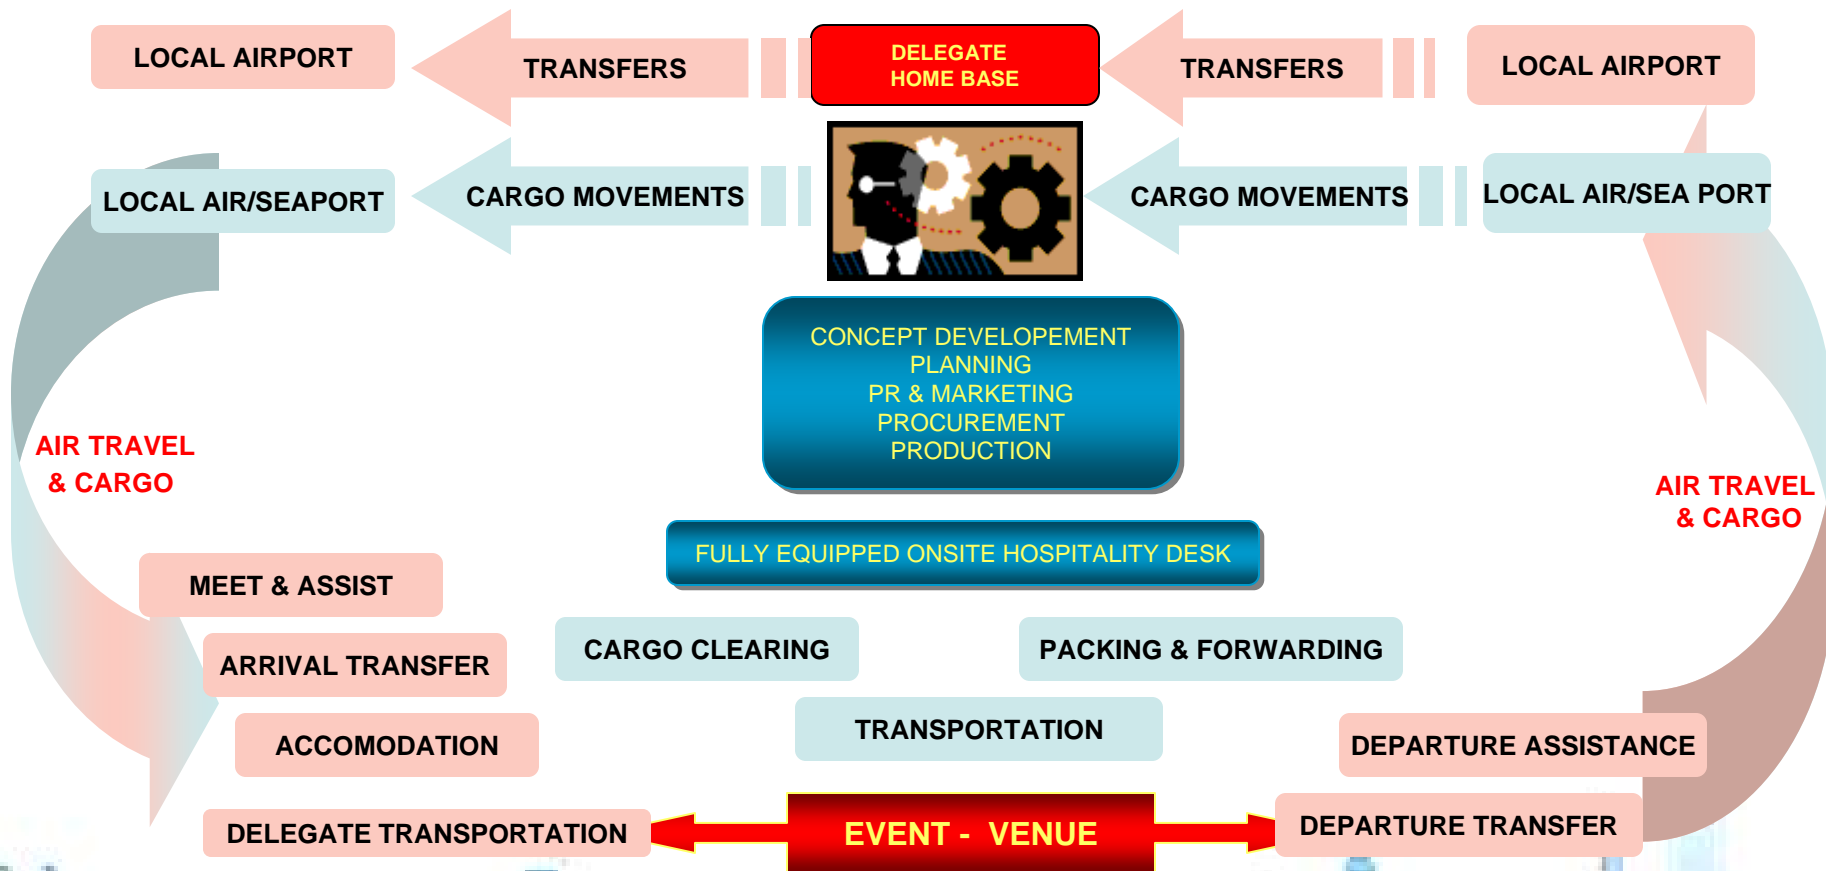 LOCAL AIRPORT
TRANSFERS
DELEGATE
HOME BASE
TRANSFERS
LOCAL AIRPORT
LOCAL AIR/SEAPORT
CARGO MOVEMENTS
CARGO MOVEMENTS
LOCAL AIR/SEA PORT
CONCEPT DEVELOPEMENT
PLANNING
PR & MARKETING
PROCUREMENT
PRODUCTION
AIR TRAVEL
& CARGO
AIR TRAVEL
& CARGO
FULLY EQUIPPED ONSITE HOSPITALITY DESK
MEET & ASSIST
ARRIVAL TRANSFER
CARGO CLEARING
PACKING & FORWARDING
ACCOMODATION
TRANSPORTATION
DEPARTURE ASSISTANCE
DELEGATE TRANSPORTATION
EVENT - VENUE
DEPARTURE TRANSFER